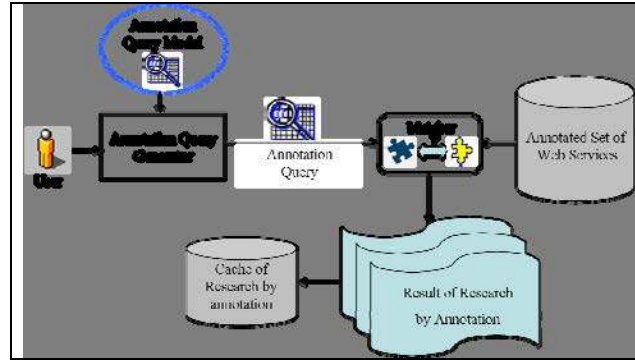 Annotation
Query Model
Annotation Query
Generator
User
Annotation
Query
Matcher
Annotated Set of
Web Services
Cache of
Research by
annotation
Result of Research
by Annotation